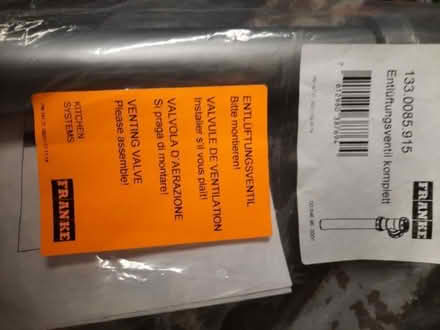 ENTLÜFTUNGSVENTIL
Bitte montieren!
VALVULE DE VENTILATION
Installer s'il vous plaît!
VALVOLA D'AERAZIONE
Si praga di montare!
VENTING VALVE
Please assemble!
KITCHEN
SYSTEMS
FRANKE
133.0085.915
Entlüftungsventil komplett
FRANKE